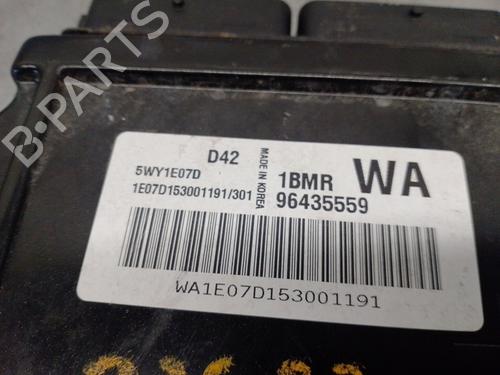 D42
5WY1E07D
1E07D153001191/301
MADE IN KOREA
1BMR WA
96435559
WA1E07D153001191
B-PARTS